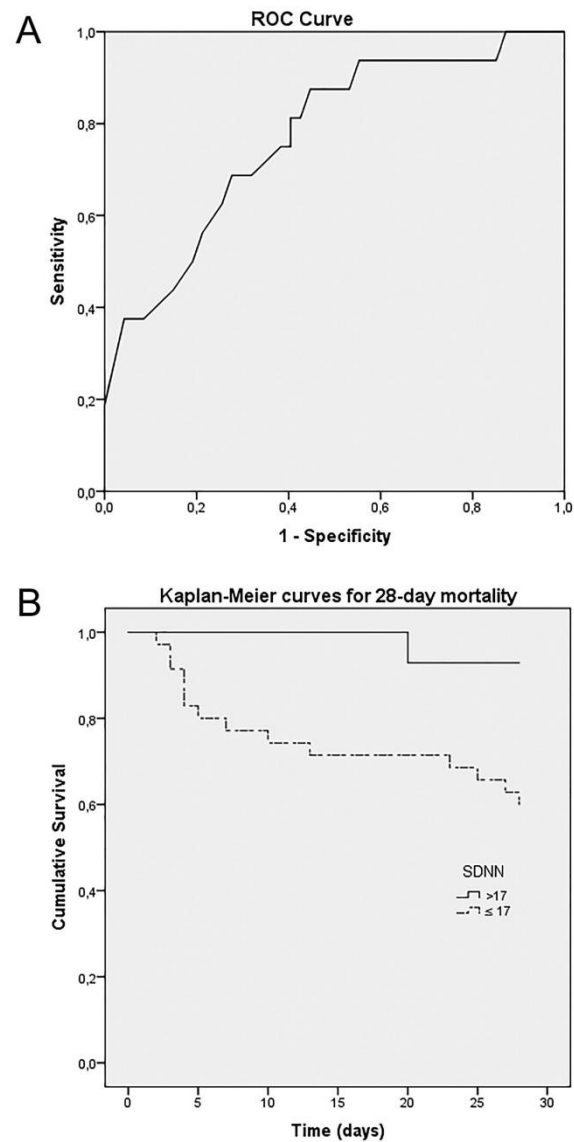 A
ROC Curve
1,0
0,8
0,6
0,4
0,2
0,0
Sensitivity
0,0 0,2 0,4 0,6 0,8 1,0
1 - Specificity
B
Kaplan-Meier curves for 28-day mortality
1,0
0,8
0,6
0,4
0,2
0,0
Cumulative Survival
SDNN
>17
≤ 17
0 5 10 15 20 25 30
Time (days)